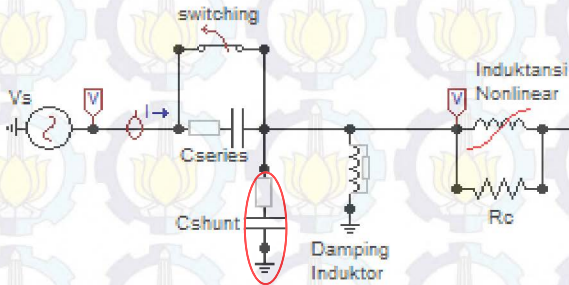 switching
Vs
V
I
Cseries
V
Induktansi
Nonlinear
Cshunt
Rc
Damping
Induktor